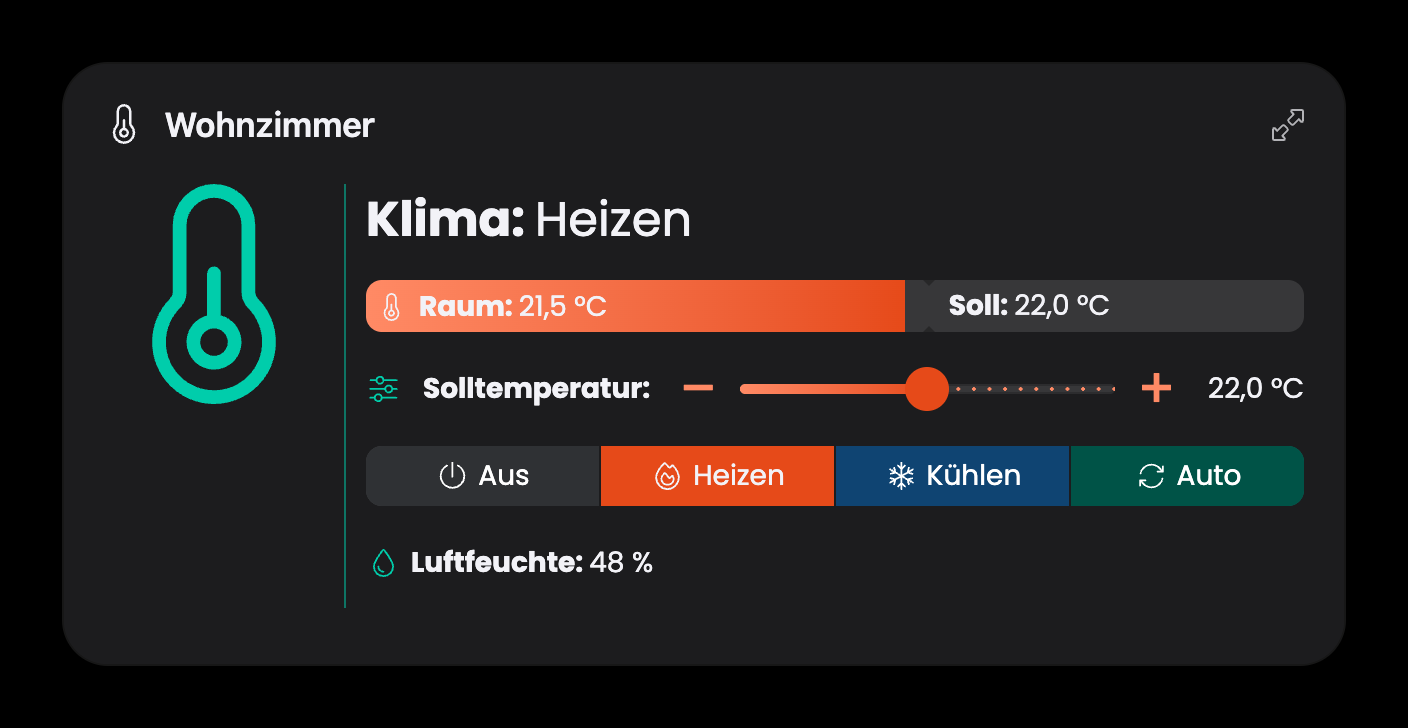 Wohnzimmer
Klima: Heizen
Raum: 21,5 °C Soll: 22,0 °C
Solltemperatur: − + 22,0 °C
Aus Heizen Kühlen Auto
Luftfeuchte: 48 %